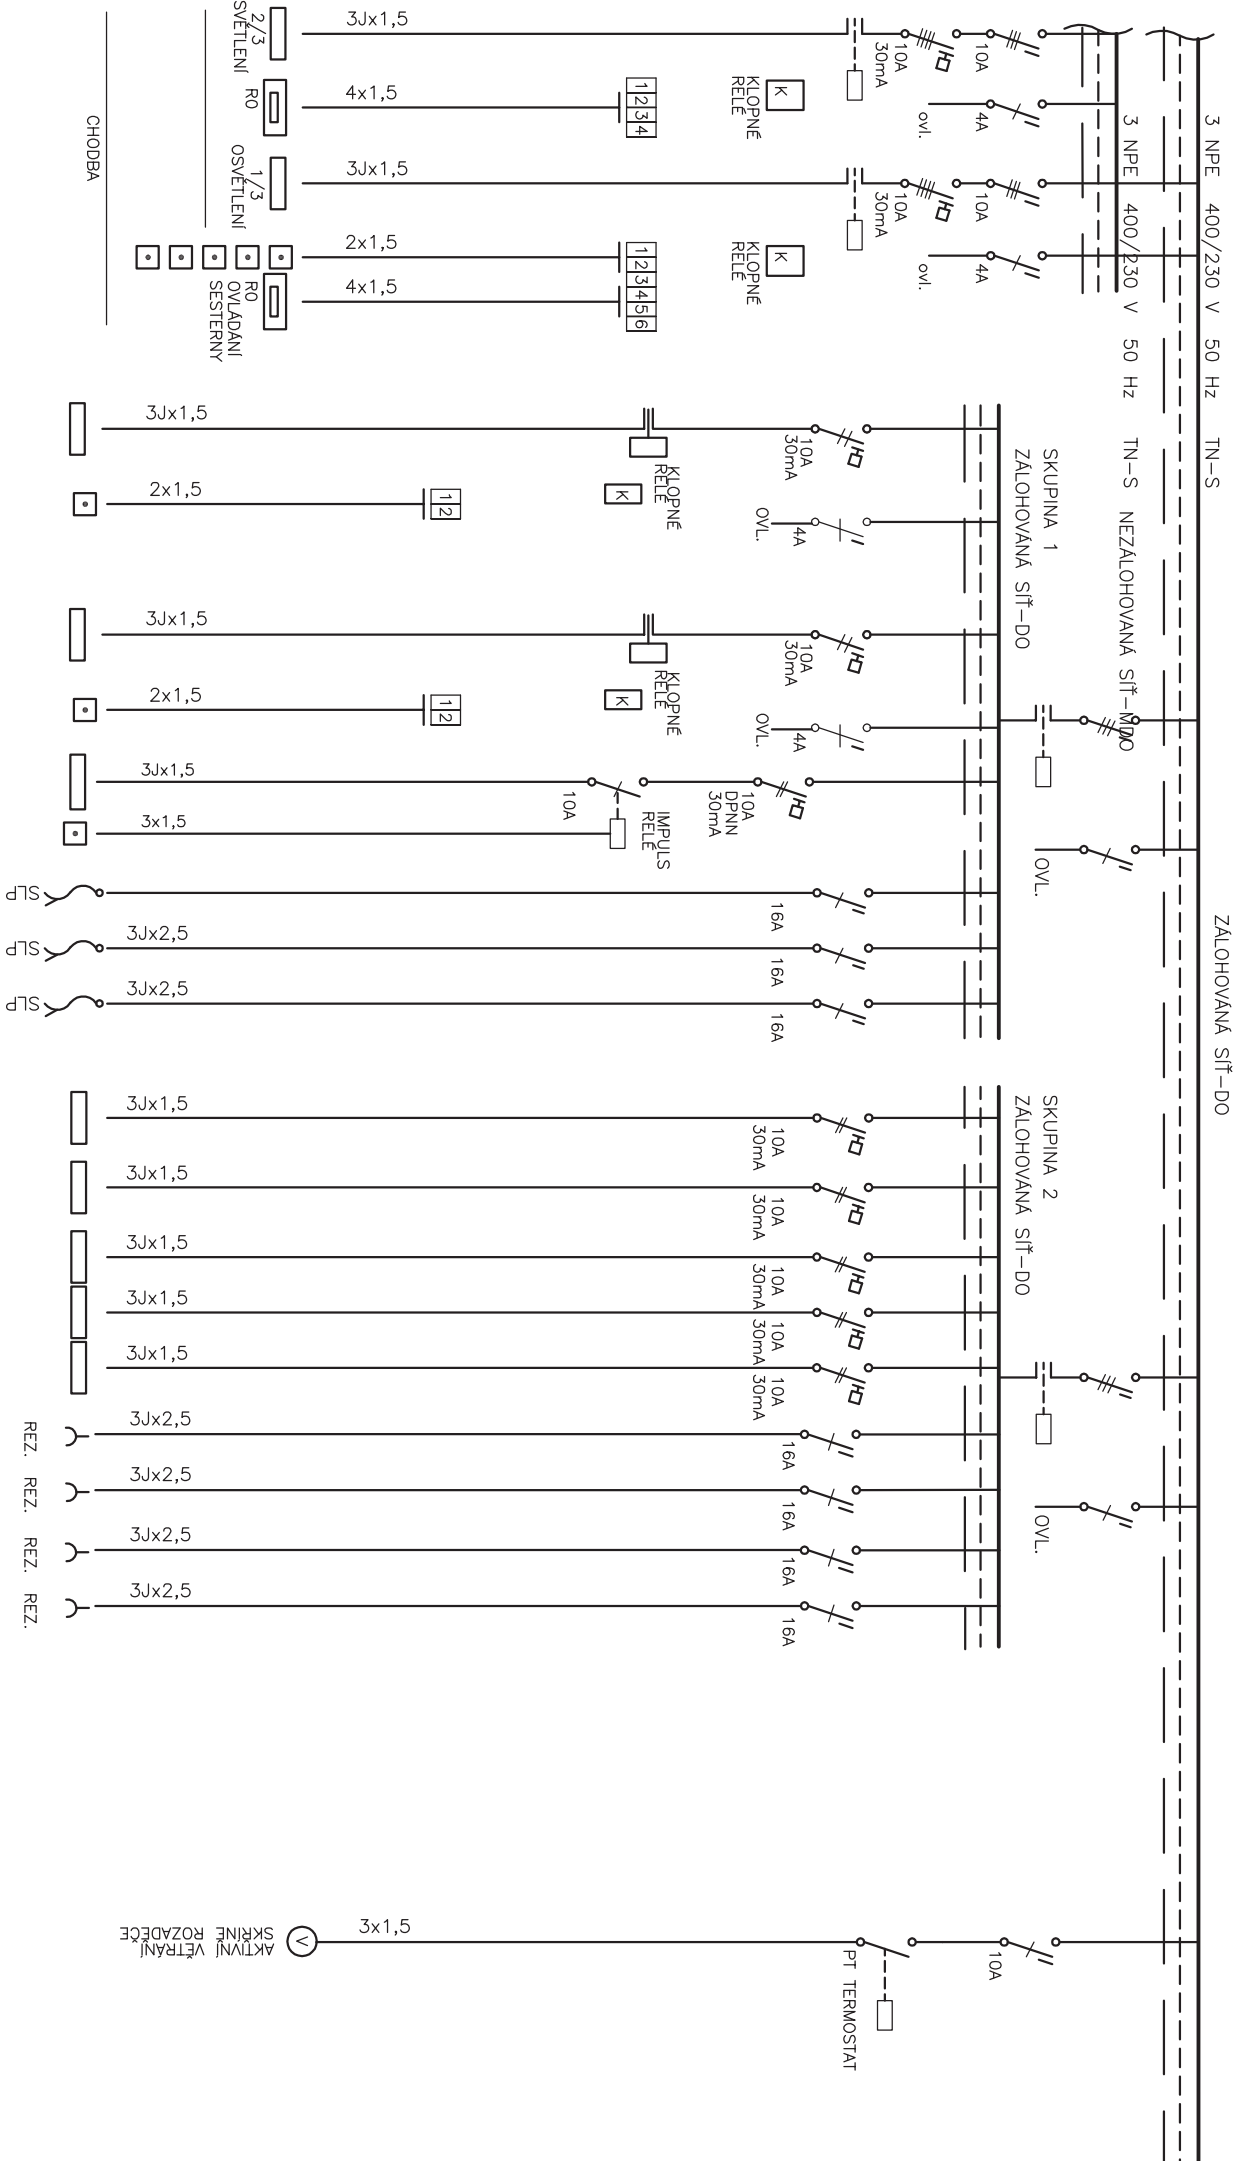 3 NPE 400/230 V 50 Hz TN-S
ZÁLOHOVÁNÁ SÍŤ-DO
3 NPE 400/230 V 50 Hz TN-S NEZÁLOHOVANÁ SÍŤ-MDO
SKUPINA 1
ZÁLOHOVÁNÁ SÍŤ-DO
SKUPINA 2
ZÁLOHOVÁNÁ SÍŤ-DO
OVL.
OVL.
10A
10A
30mA
4A
ovl.
10A
10A
30mA
4A
ovl.
K
KLOPNÉ
RELÉ
K
KLOPNÉ
RELÉ
1 2 3 4
1 2 3 4 5 6
3Jx1,5
4x1,5
3Jx1,5
2x1,5
4x1,5
2/3
SVĚTLENÍ
RO
1/3
OSVĚTLENÍ
RO
OVLÁDÁNÍ
SESTERNY
CHODBA
10A
30mA
4A
OVL.
KLOPNÉ
RELÉ
K
1 2
3Jx1,5
2x1,5
10A
30mA
4A
OVL.
KLOPNÉ
RELÉ
K
1 2
3Jx1,5
2x1,5
10A
DPNN
30mA
IMPULS
RELÉ
10A
3Jx1,5
3x1,5
16A
SLP
16A
3Jx2,5
SLP
16A
3Jx2,5
SLP
10A
30mA
3Jx1,5
10A
30mA
3Jx1,5
10A
30mA
3Jx1,5
10A
30mA
3Jx1,5
10A
30mA
3Jx1,5
16A
3Jx2,5
REZ.
16A
3Jx2,5
REZ.
16A
3Jx2,5
REZ.
16A
3Jx2,5
REZ.
10A
PT TERMOSTAT
3x1,5
V
AKTIVNÍ VĚTRÁNÍ
SKŘÍNĚ ROZADĚČE